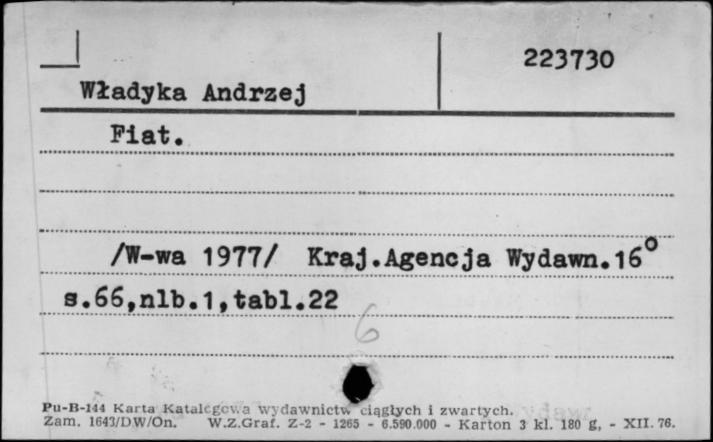 223730
Władyka Andrzej
Fiat.
/W-wa 1977/ Kraj.Agencja Wydawn.16°
s.66,nlb.1,tabl.22
6
Pu-B-144 Karta Katalogowa wydawnictw ciągłych i zwartych.
Zam. 1643/DW/On. W.Z.Graf. Z-2 - 1265 - 6.590.000 - Karton 3 kl. 180 g, - XII. 76.